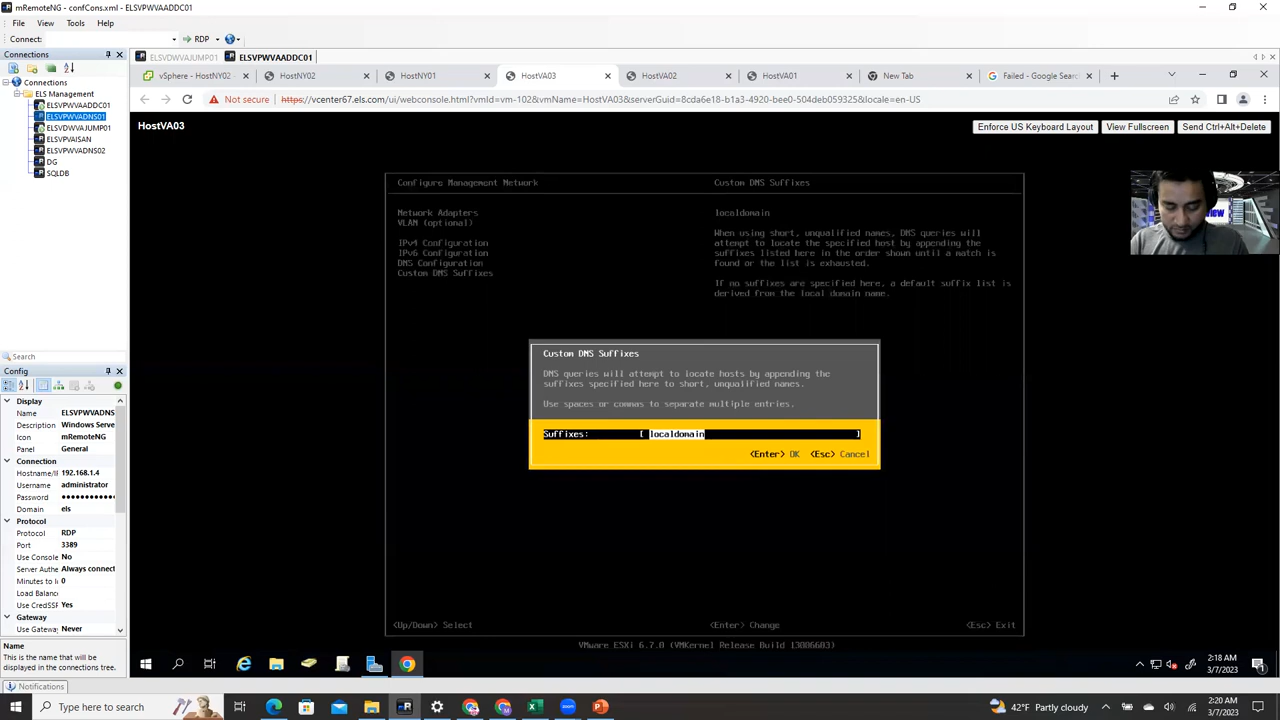 mRemoteNG - confCons.xml - ELSVPWVAADDC01
File View Tools Help
Connect: RDP
Connections
Connections
ELS Management
ELSVPWVAADDC01
ELSVPWVADNS01
ELSVDWVAJUMP01
ELSVPVAISAN
ELSVPWVADNS02
DG
SQLDB
Search
Config
Display
Name ELSVPWVADNS
Description Windows Serve
Icon mRemoteNG
Panel General
Connection
Hostname/I 192.168.1.4
Username administrator
Password ••••••••••••
Domain els
Protocol
Protocol RDP
Port 3389
Use Console No
Server Authe Always connect
Minutes to I 0
Load Balanc
Use CredSSP Yes
Gateway
Use Gateway Never
Name
This is the name that will be
displayed in the connections tree.
Notifications
ELSVDWVAJUMP01 ELSVPWVAADDC01
vSphere - HostNY02 - HostNY02 HostNY01 HostVA03 HostVA02 HostVA01 New Tab Failed - Google Search
Not secure https://vcenter67.els.com/ui/webconsole.html?vmId=vm-102&vmName=HostVA03&serverGuid=8cda6e18-b1a3-4920-bee0-504deb059325&locale=en-US
HostVA03
Enforce US Keyboard Layout View Fullscreen Send Ctrl+Alt+Delete
Configure Management Network Custom DNS Suffixes
Network Adapters
VLAN (optional)
IPv4 Configuration
IPv6 Configuration
DNS Configuration
Custom DNS Suffixes
localdomain
When using short, unqualified names, DNS queries will
attempt to locate the specified host by appending the
suffixes listed here in the order shown until a match is
found or the list is exhausted.
If no suffixes are specified here, a default suffix list is
derived from the local domain name.
Custom DNS Suffixes
DNS queries will attempt to locate hosts by appending the
suffixes specified here to short, unqualified names.
Use spaces or commas to separate multiple entries.
Suffixes: [ localdomain ]
<Enter> OK <Esc> Cancel
<Up/Down> Select <Enter> Change <Esc> Exit
VMware ESXi 6.7.0 (VMKernel Release Build 13006603)
2:18 AM
3/7/2023
Type here to search
42°F Partly cloudy
2:20 AM
3/7/2023